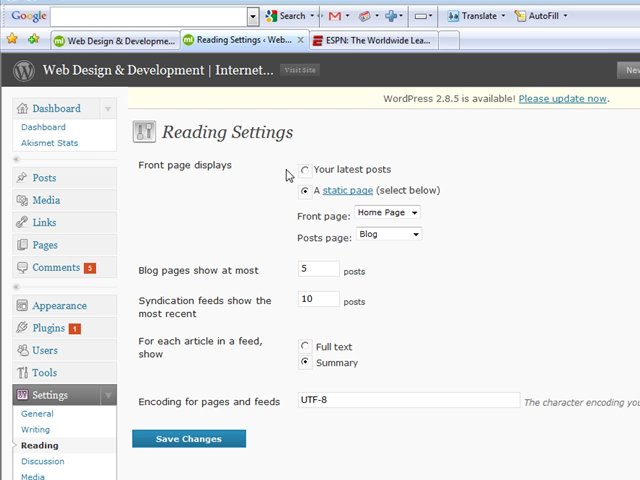 Google Search Translate AutoFill
Web Design & Developme... Reading Settings ‹ Web... ESPN: The Worldwide Lea...
Web Design & Development | Internet... Visit Site New
WordPress 2.8.5 is available! Please update now.
Dashboard
Dashboard
Akismet Stats
Posts
Media
Links
Pages
Comments 5
Appearance
Plugins 1
Users
Tools
Settings
General
Writing
Reading
Discussion
Media
Reading Settings
Front page displays
Your latest posts
A static page (select below)
Front page: Home Page
Posts page: Blog
Blog pages show at most 5 posts
Syndication feeds show the
most recent
10 posts
For each article in a feed,
show
Full text
Summary
Encoding for pages and feeds UTF-8 The character encoding you
Save Changes